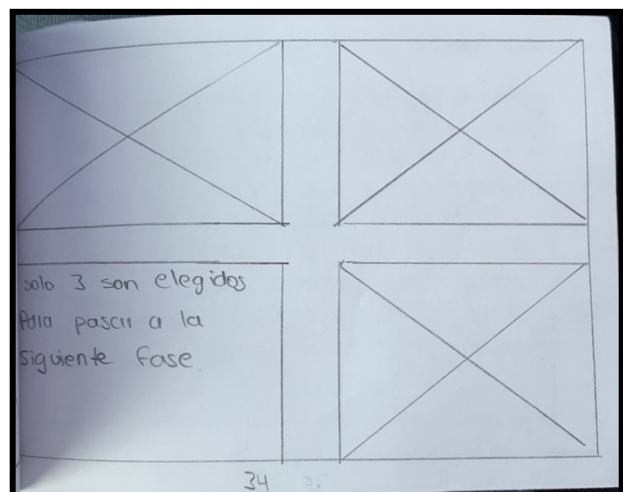 solo 3 son elegidos
para pasar a la
siguiente fase.
34